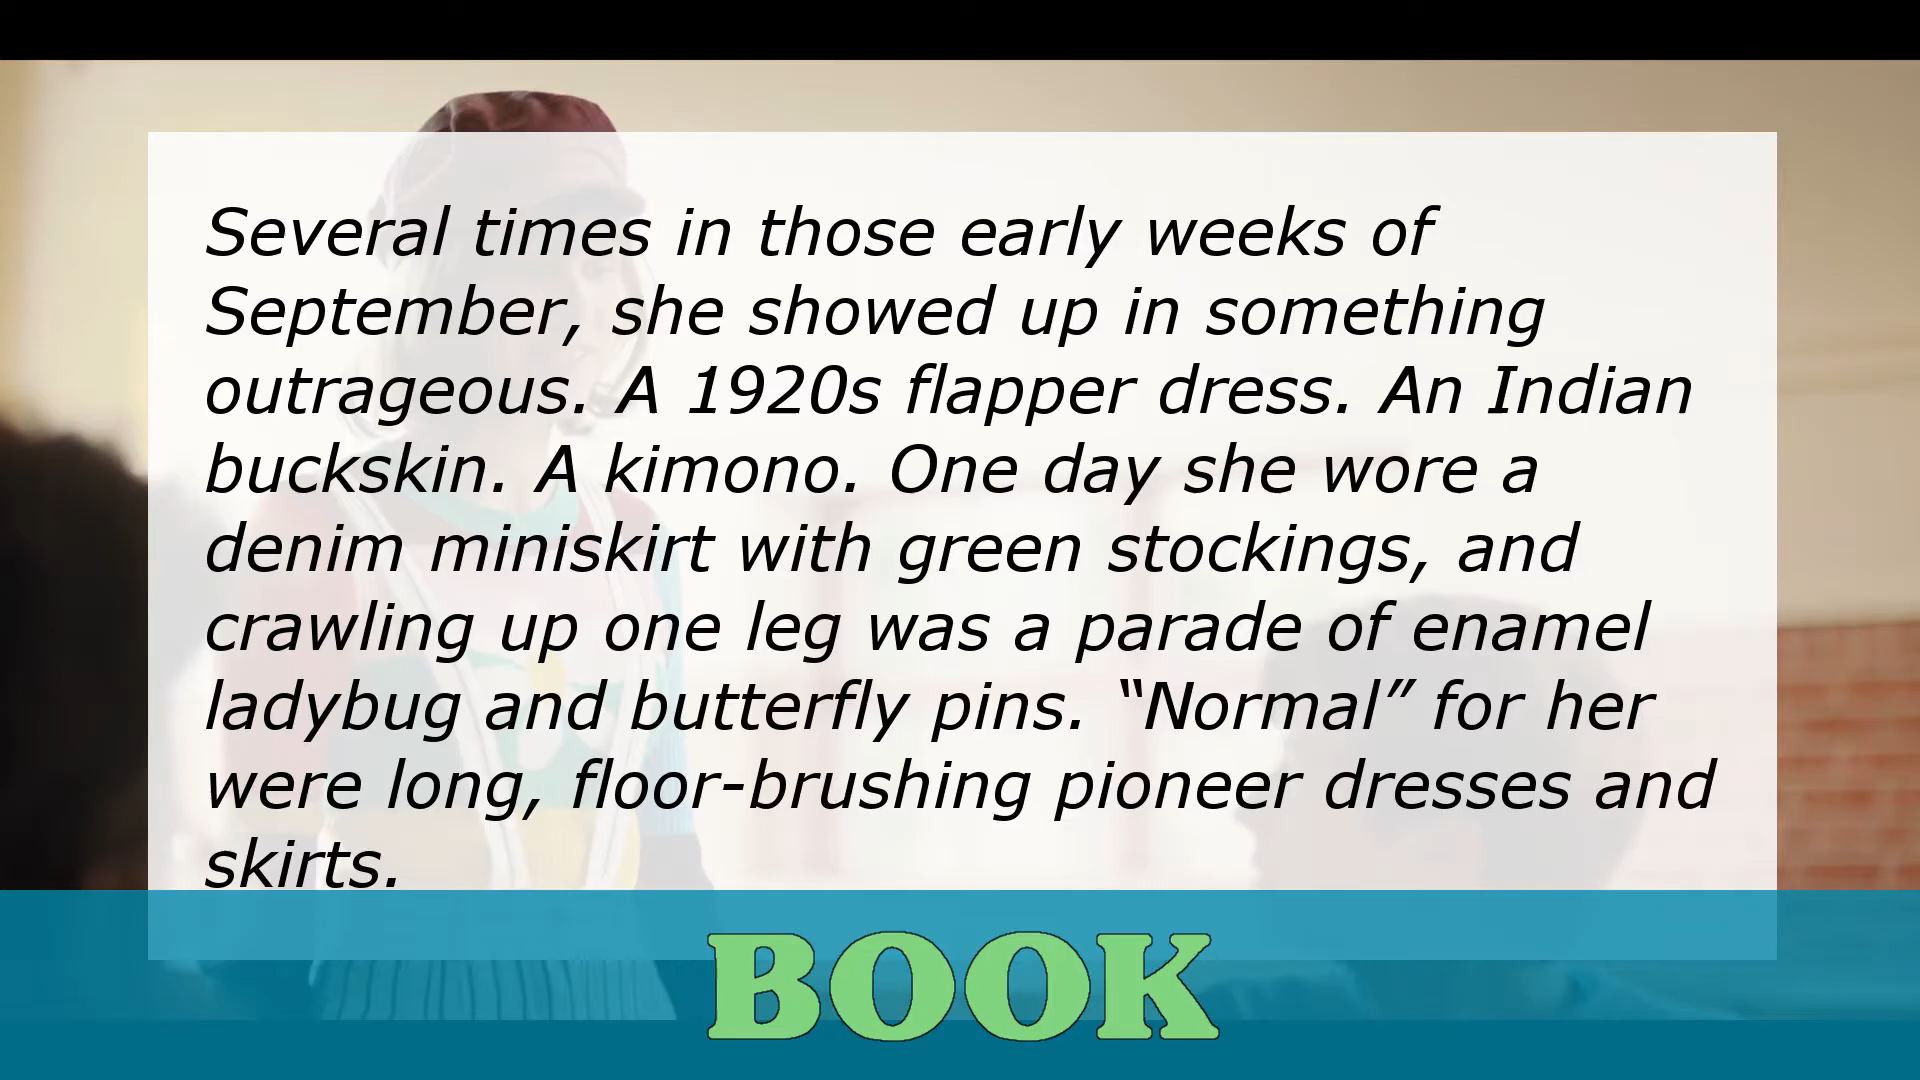 Several times in those early weeks of
September, she showed up in something
outrageous. A 1920s flapper dress. An Indian
buckskin. A kimono. One day she wore a
denim miniskirt with green stockings, and
crawling up one leg was a parade of enamel
ladybug and butterfly pins. “Normal” for her
were long, floor-brushing pioneer dresses and
skirts.
BOOK